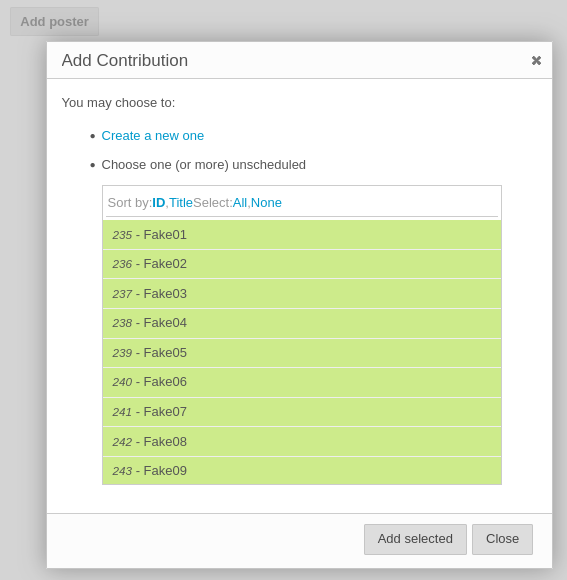 Add poster
Add Contribution ✖
You may choose to:
• Create a new one
• Choose one (or more) unscheduled
Sort by:ID,TitleSelect:All,None
235 - Fake01
236 - Fake02
237 - Fake03
238 - Fake04
239 - Fake05
240 - Fake06
241 - Fake07
242 - Fake08
243 - Fake09
Add selected Close